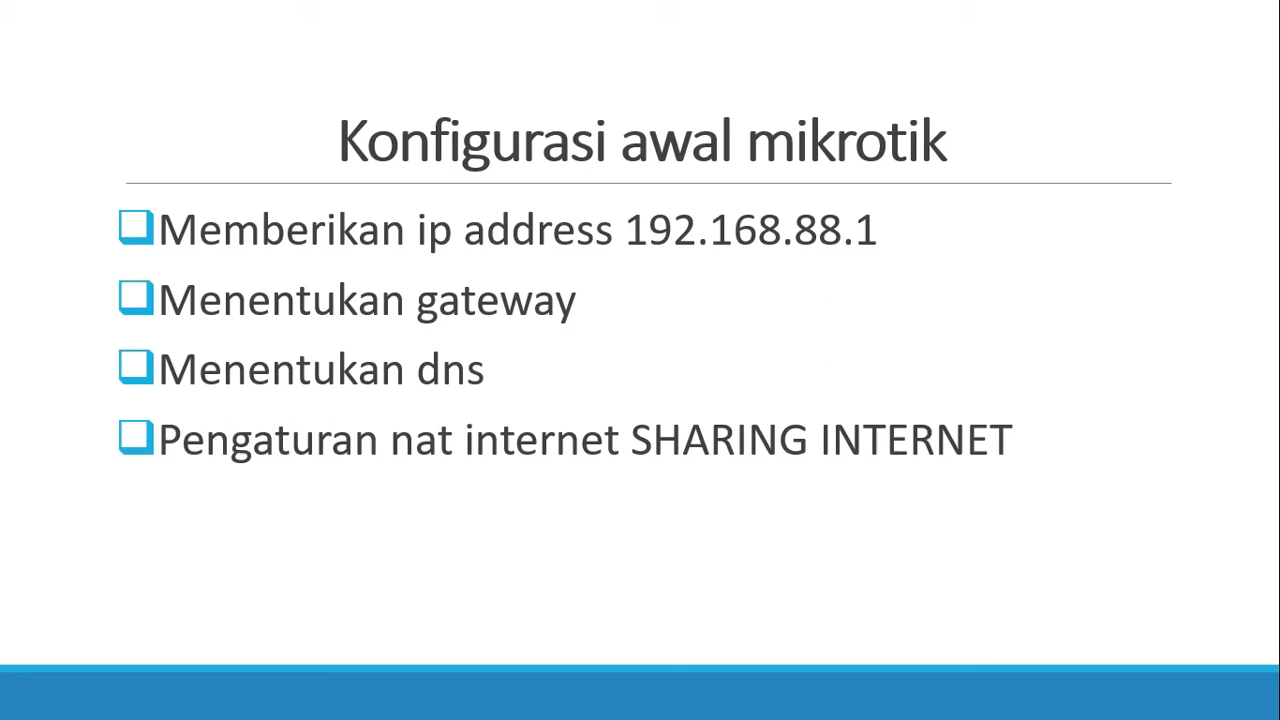 Konfigurasi awal mikrotik
Memberikan ip address 192.168.88.1
Menentukan gateway
Menentukan dns
Pengaturan nat internet SHARING INTERNET